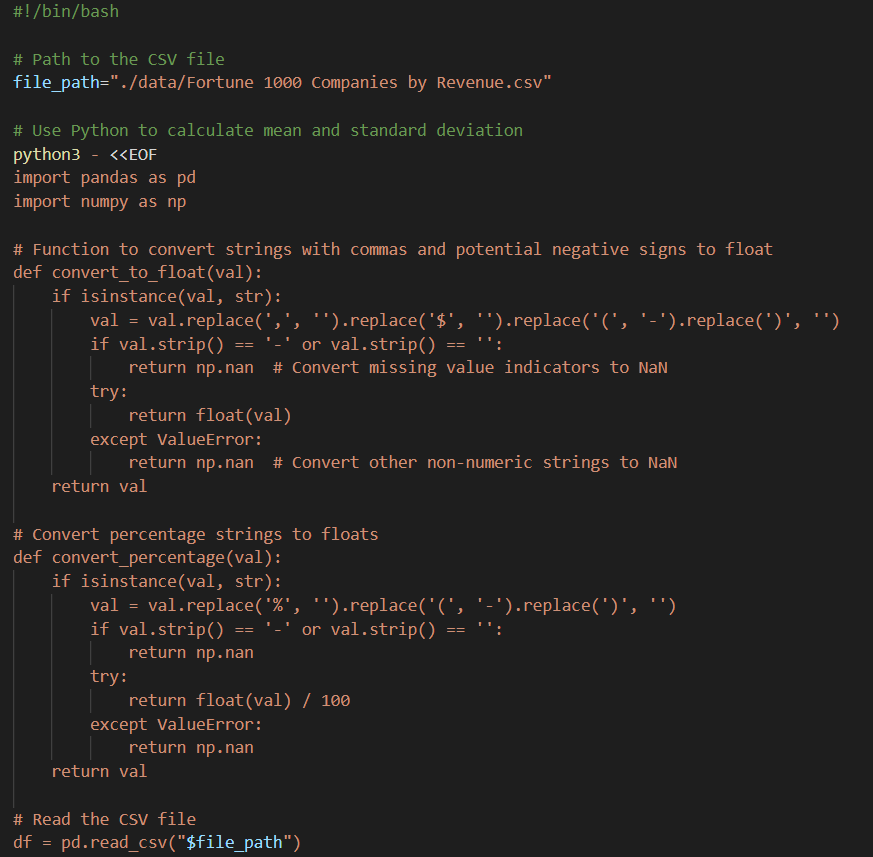 #!/bin/bash

# Path to the CSV file
file_path="./data/Fortune 1000 Companies by Revenue.csv"

# Use Python to calculate mean and standard deviation
python3 - <<EOF
import pandas as pd
import numpy as np

# Function to convert strings with commas and potential negative signs to float
def convert_to_float(val):
    if isinstance(val, str):
        val = val.replace(',', '').replace('$', '').replace('(', '-').replace(')', '')
        if val.strip() == '-' or val.strip() == '':
            return np.nan  # Convert missing value indicators to NaN
        try:
            return float(val)
        except ValueError:
            return np.nan  # Convert other non-numeric strings to NaN
    return val

# Convert percentage strings to floats
def convert_percentage(val):
    if isinstance(val, str):
        val = val.replace('%', '').replace('(', '-').replace(')', '')
        if val.strip() == '-' or val.strip() == '':
            return np.nan
        try:
            return float(val) / 100
        except ValueError:
            return np.nan
    return val

# Read the CSV file
df = pd.read_csv("$file_path")